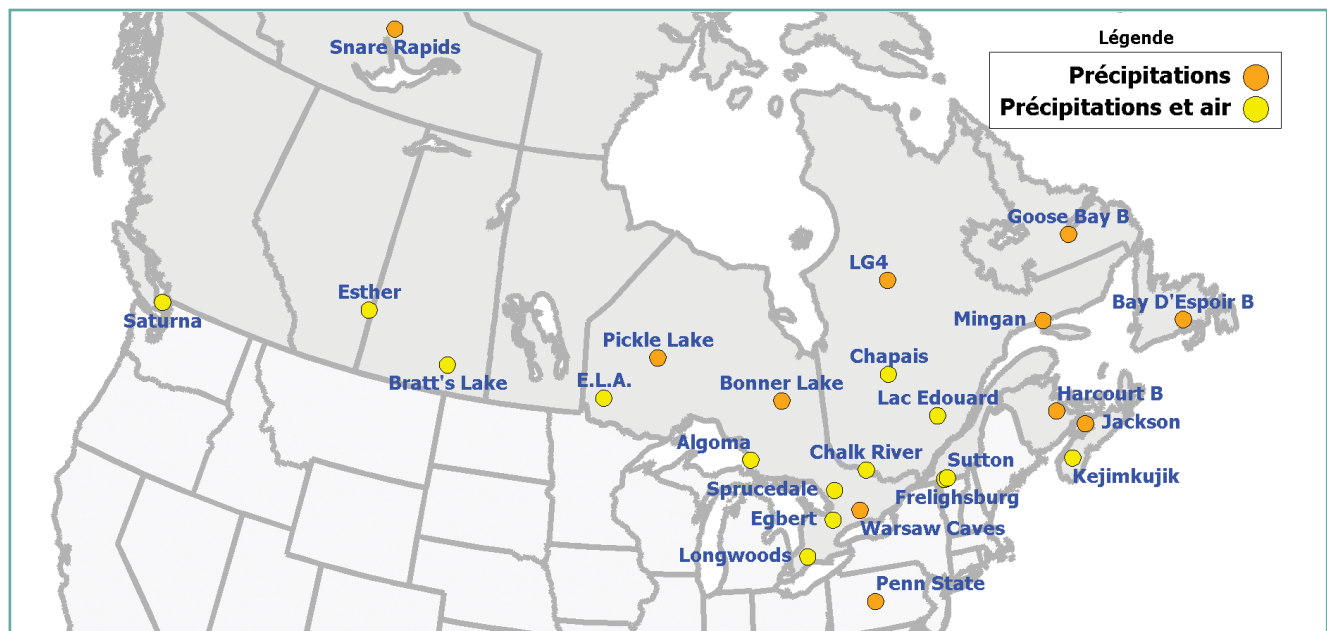 Légende
Précipitations
Précipitations et air
Snare Rapids
Goose Bay B
LG4
Esther
Bay D'Espoir B
Saturna
Mingan
Pickle Lake
Chapais
E.L.A.
Bratt's Lake
Bonner Lake
Harcourt B
Lac Edouard
Jackson
Algoma
Chalk River
Sutton
Kejimkujik
Sprucedale
Frelighsburg
Egbert
Warsaw Caves
Longwoods
Penn State